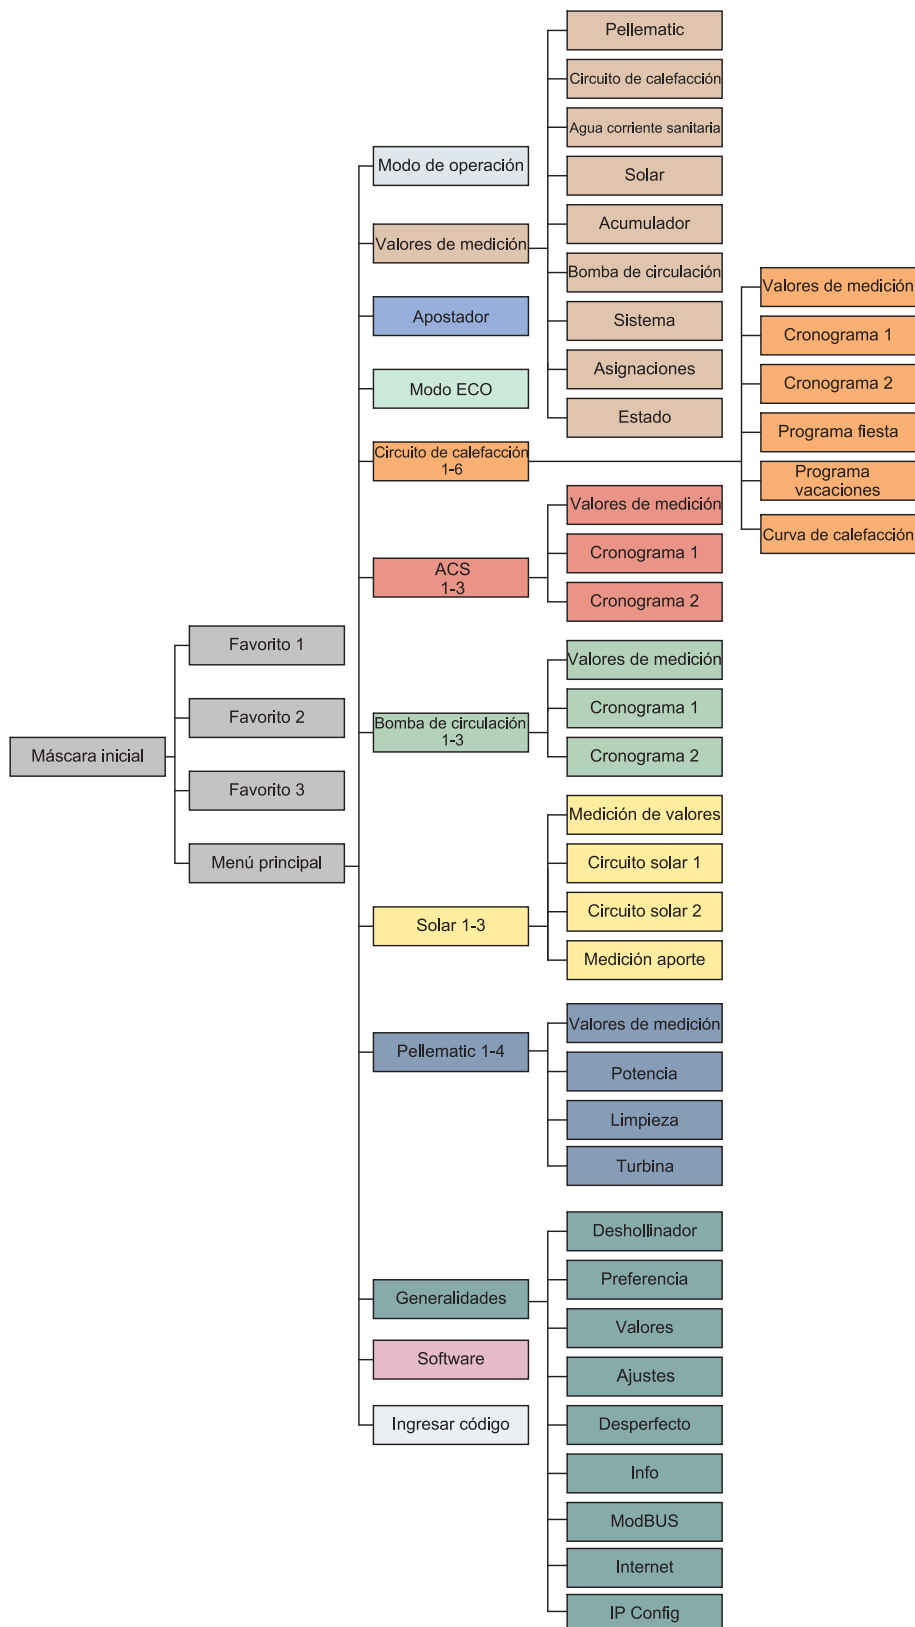 Máscara inicial
Favorito 1
Favorito 2
Favorito 3
Menú principal
Modo de operación
Valores de medición
Apostador
Modo ECO
Circuito de calefacción
1-6
ACS
1-3
Bomba de circulación
1-3
Solar 1-3
Pellematic 1-4
Generalidades
Software
Ingresar código
Pellematic
Circuito de calefacción
Agua corriente sanitaria
Solar
Acumulador
Bomba de circulación
Sistema
Asignaciones
Estado
Valores de medición
Cronograma 1
Cronograma 2
Programa fiesta
Programa
vacaciones
Curva de calefacción
Valores de medición
Cronograma 1
Cronograma 2
Valores de medición
Cronograma 1
Cronograma 2
Medición de valores
Circuito solar 1
Circuito solar 2
Medición aporte
Valores de medición
Potencia
Limpieza
Turbina
Deshollinador
Preferencia
Valores
Ajustes
Desperfecto
Info
ModBUS
Internet
IP Config